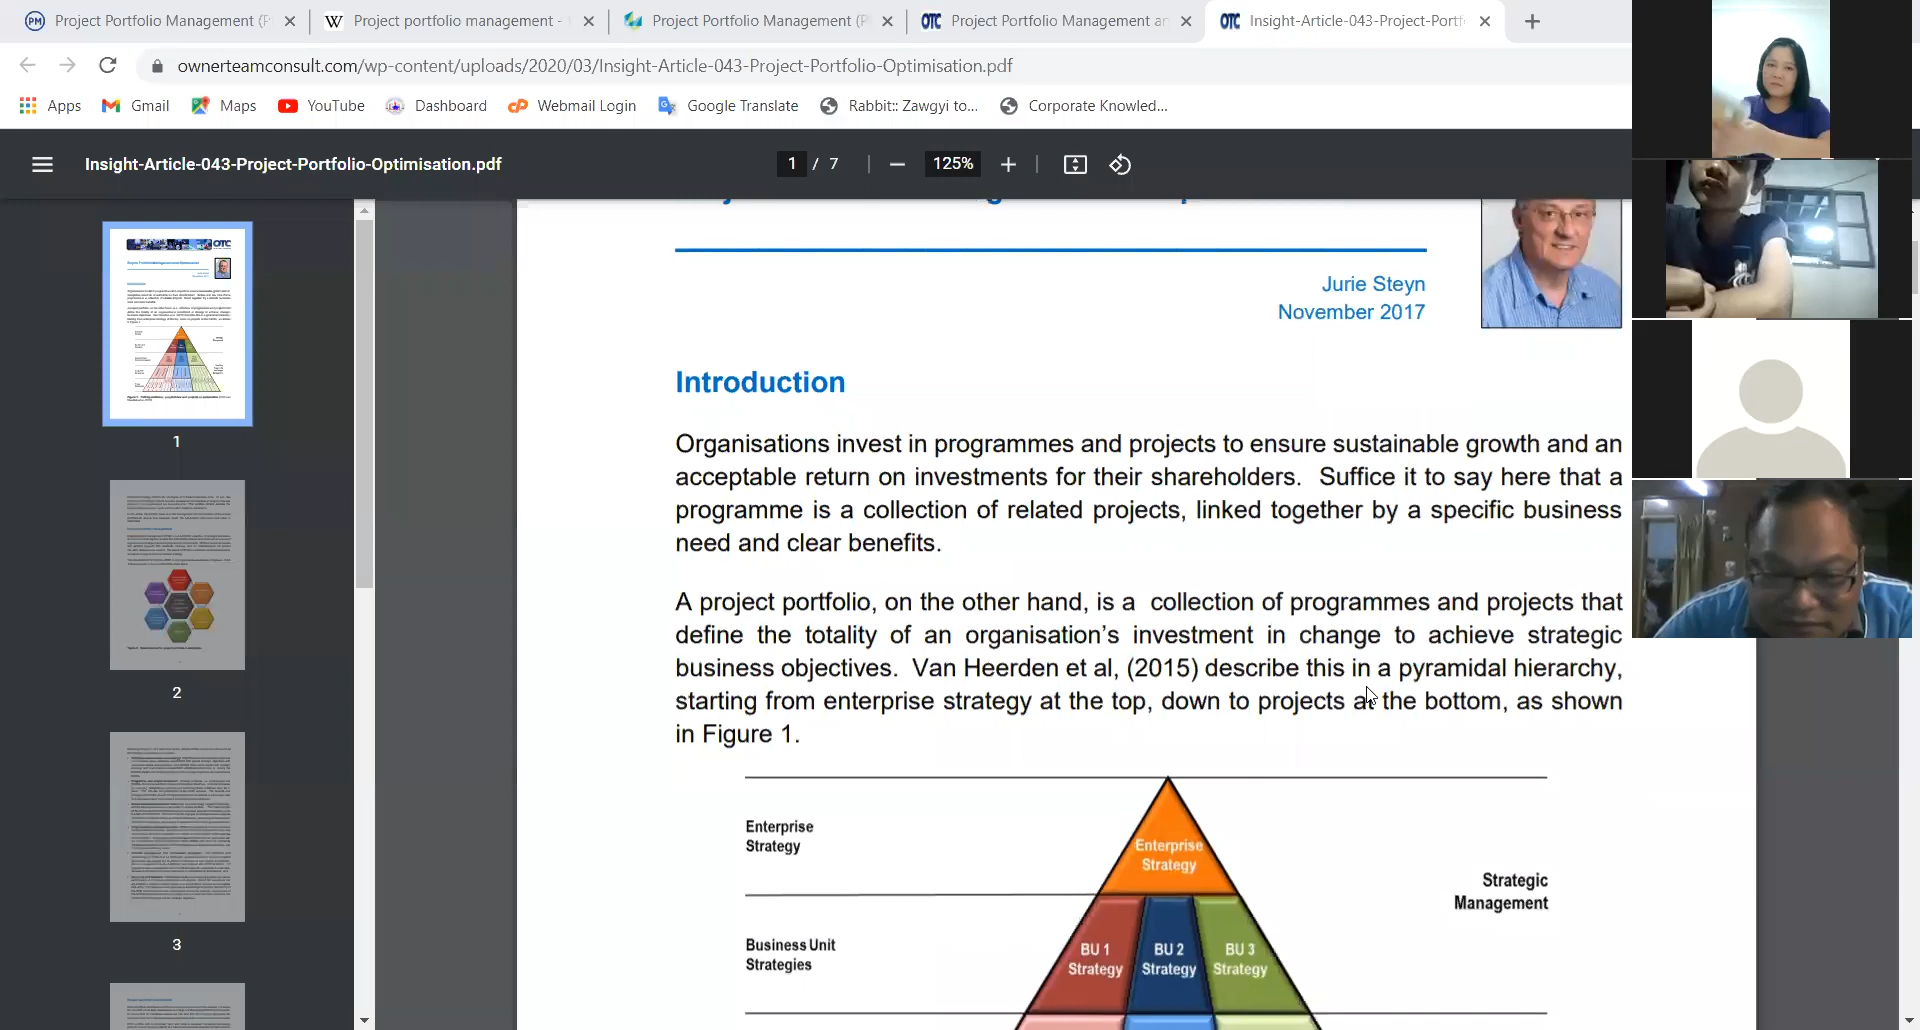 Project Portfolio Management (P
Project portfolio management -
Project Portfolio Management (P
OTC Project Portfolio Management an
OTC Insight-Article-043-Project-Portf
ownerteamconsult.com/wp-content/uploads/2020/03/Insight-Article-043-Project-Portfolio-Optimisation.pdf
Apps Gmail Maps YouTube Dashboard Webmail Login Google Translate Rabbit:: Zawgyi to... Corporate Knowled...
Insight-Article-043-Project-Portfolio-Optimisation.pdf 1 / 7 125%
1
2
3
Jurie Steyn
November 2017
Introduction
Organisations invest in programmes and projects to ensure sustainable growth and an
acceptable return on investments for their shareholders. Suffice it to say here that a
programme is a collection of related projects, linked together by a specific business
need and clear benefits.
A project portfolio, on the other hand, is a collection of programmes and projects that
define the totality of an organisation's investment in change to achieve strategic
business objectives. Van Heerden et al, (2015) describe this in a pyramidal hierarchy,
starting from enterprise strategy at the top, down to projects at the bottom, as shown
in Figure 1.
Enterprise
Strategy
Enterprise
Strategy
Strategic
Management
Business Unit
Strategies
BU 1
Strategy
BU 2
Strategy
BU 3
Strategy